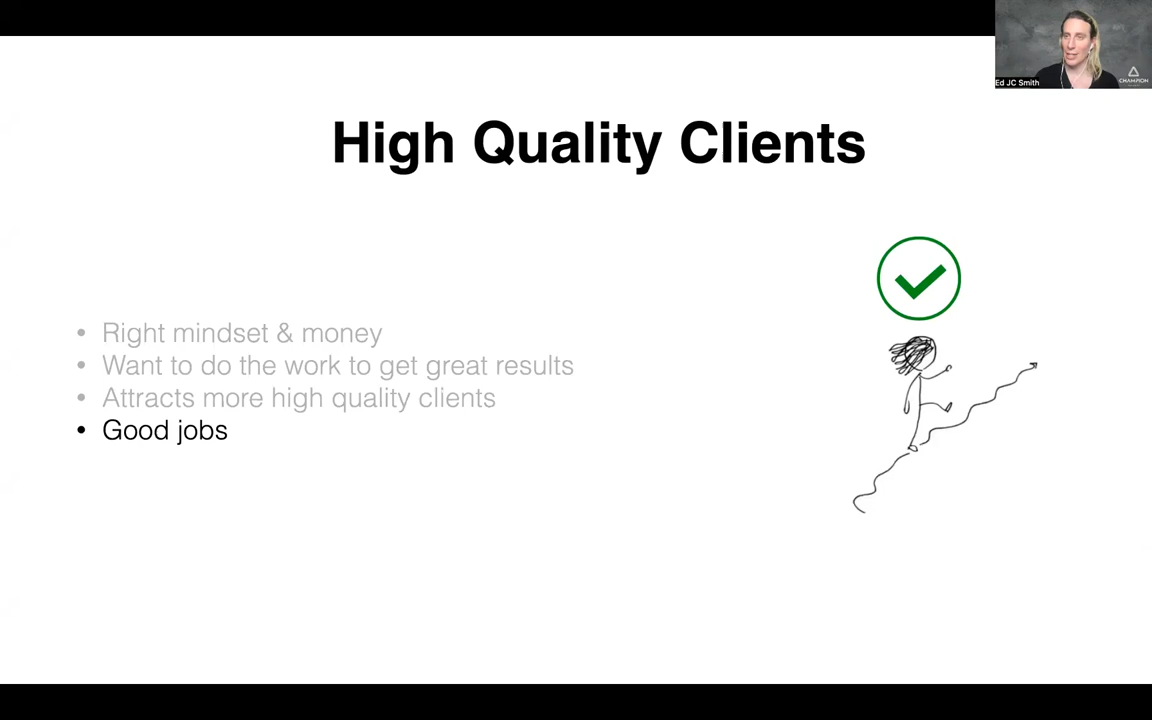 CHAMPION
Ed JC Smith
High Quality Clients
• Right mindset & money
• Want to do the work to get great results
• Attracts more high quality clients
• Good jobs